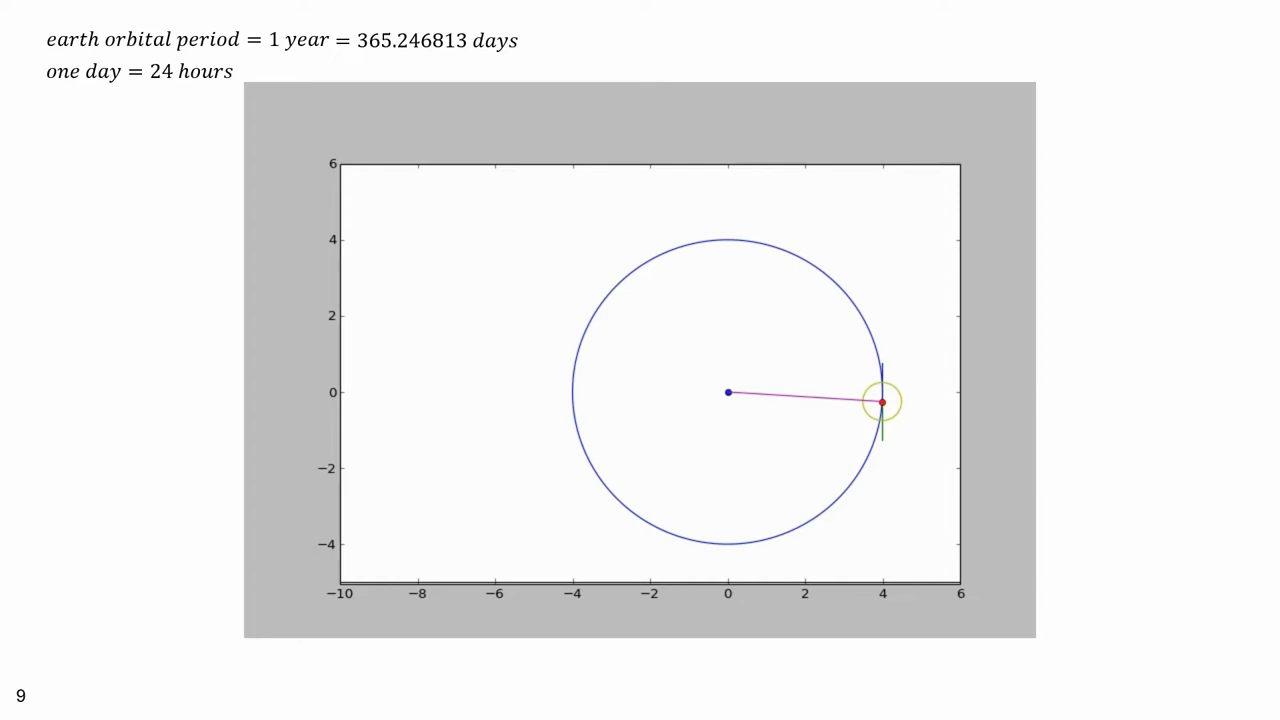 earth orbital period = 1 year = 365.246813 days
one day = 24 hours
6
4
2
0
−2
−4
−10 −8 −6 −4 −2 0 2 4 6
9